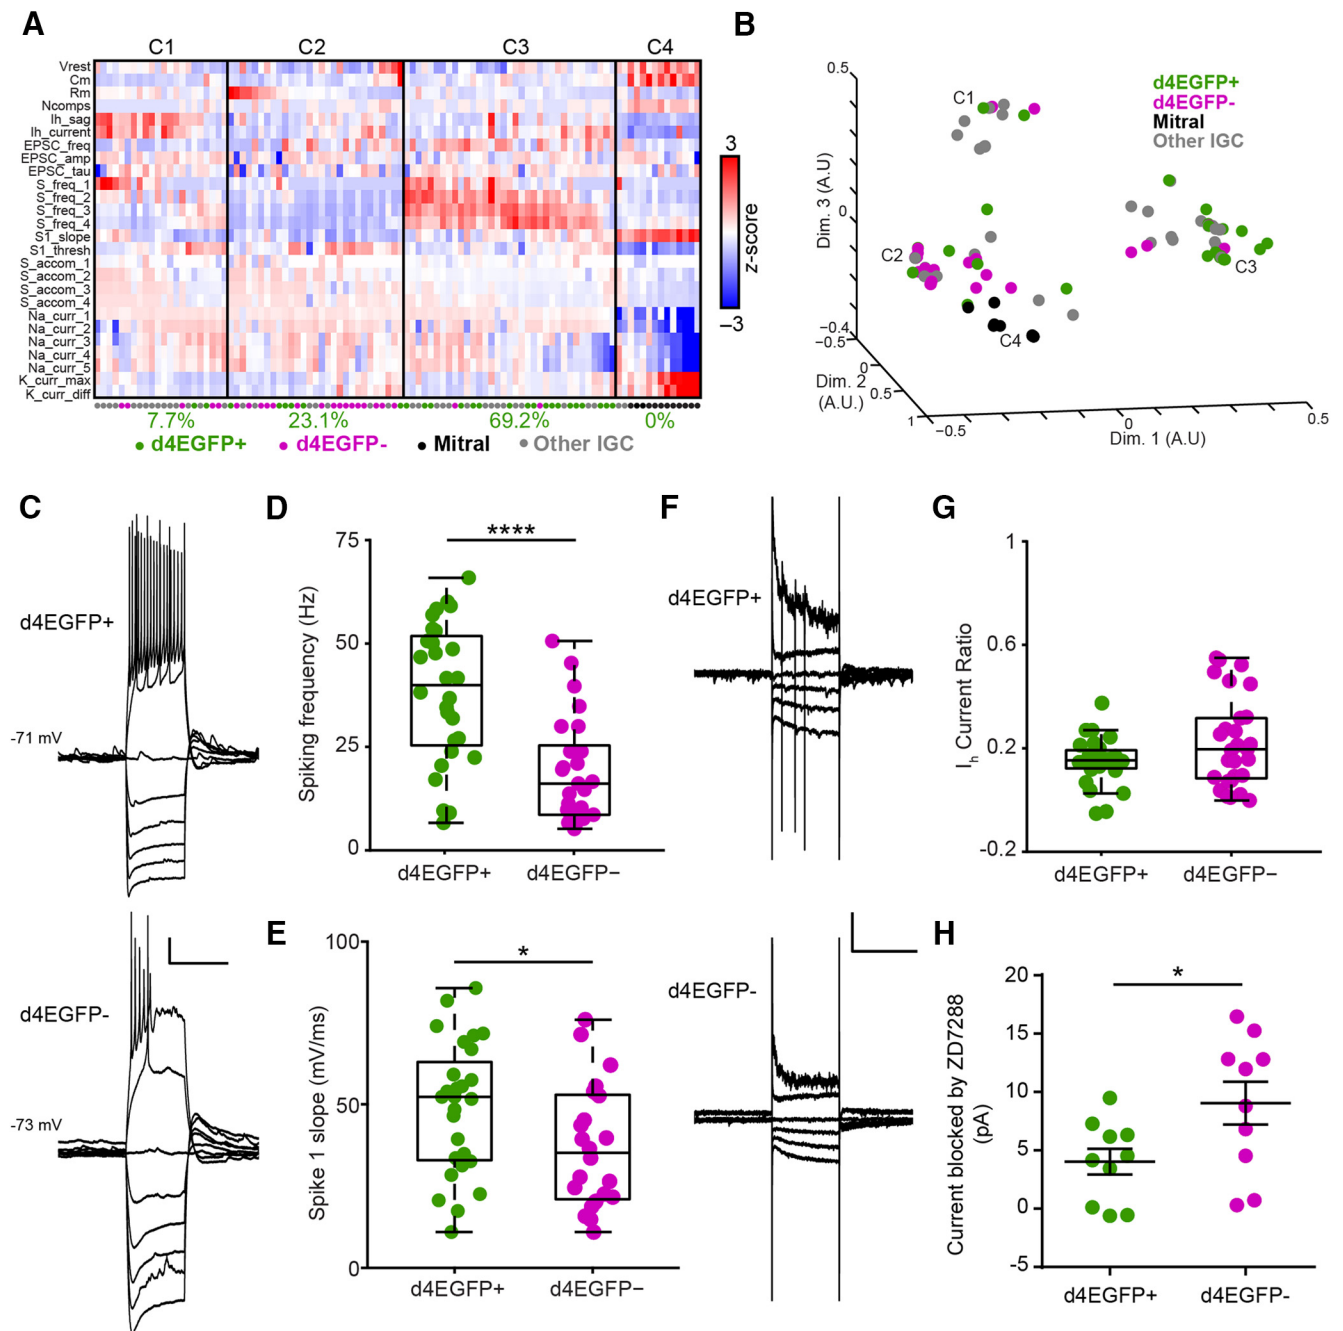 A
C1 C2 C3 C4
Vrest
Cm
Rm
Ncomps
Ih_sag
Ih_current
EPSC_freq
EPSC_amp
EPSC_tau
S_freq_1
S_freq_2
S_freq_3
S_freq_4
S1_slope
S1_thresh
S_accom_1
S_accom_2
S_accom_3
S_accom_4
Na_curr_1
Na_curr_2
Na_curr_3
Na_curr_4
Na_curr_5
K_curr_max
K_curr_diff
7.7% 23.1% 69.2% 0%
d4EGFP+ d4EGFP- Mitral Other IGC
3
z-score
−3
B
d4EGFP+
d4EGFP-
Mitral
Other IGC
0.5
0
−0.4
Dim. 3 (A.U)
−0.5
0
0.5
1
Dim. 2
(A.U.)
−0.5
0
0.5
Dim. 1 (A.U)
C1
C2
C3
C4
C
d4EGFP+
-71 mV
d4EGFP-
-73 mV
D
****
75
50
25
0
Spiking frequency (Hz)
d4EGFP+ d4EGFP−
E
*
100
50
0
Spike 1 slope (mV/ms)
d4EGFP+ d4EGFP−
F
d4EGFP+
d4EGFP-
G
1
0.6
0.2
-0.2
Ih Current Ratio
d4EGFP+ d4EGFP−
H
*
20
15
10
5
0
-5
Current blocked by ZD7288
(pA)
d4EGFP+ d4EGFP-